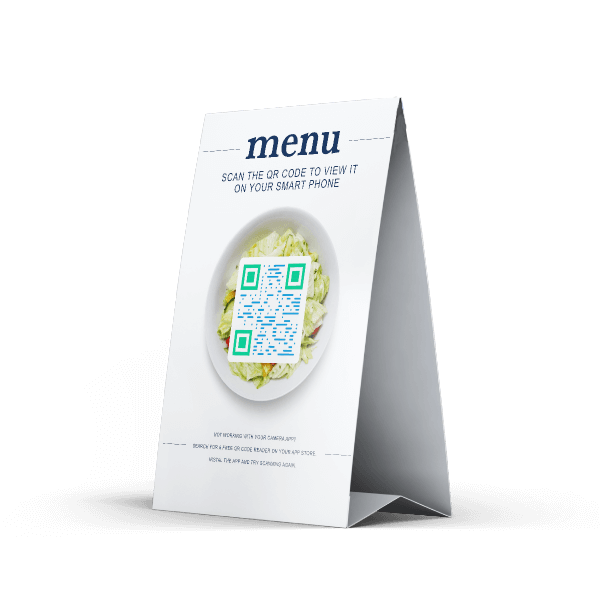 menu
SCAN THE QR CODE TO VIEW IT
ON YOUR SMART PHONE
NOT WORKING WITH YOUR CAMERA APP?
SEARCH FOR A FREE QR CODE READER ON YOUR APP STORE
INSTAL THE APP AND TRY SCANNING AGAIN.